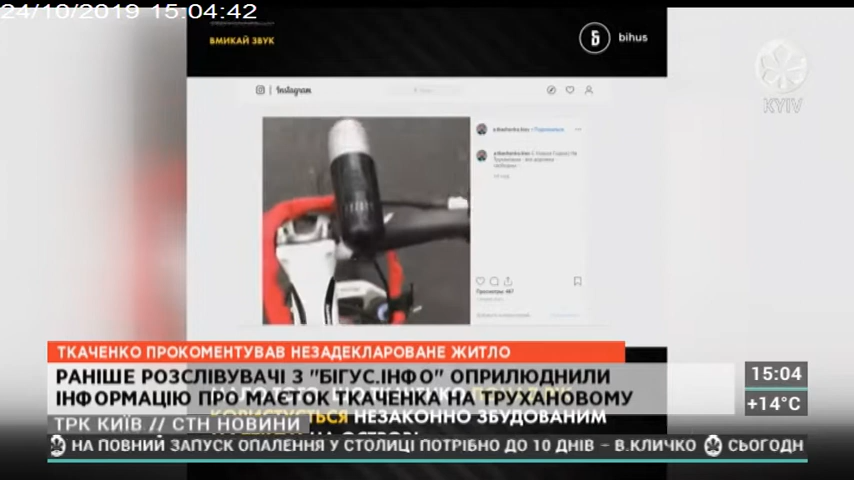 24/10/2019 15:04:42
ВМИКАЙ ЗВУК
bihus
KYIV
Instagram
ТКАЧЕНКО ПРОКОМЕНТУВАВ НЕЗАДЕКЛАРОВАНЕ ЖИТЛО
РАНІШЕ РОЗСЛІВУВАЧІ З "БІГУС.ІНФО" ОПРИЛЮДНИЛИ
ІНФОРМАЦІЮ ПРО МАЄТОК ТКАЧЕНКА НА ТРУХАНОВОМУ
НЕЗАКОННО ЗБУДОВАНИМ
15:04
+14°C
ТРК КИЇВ // СТН НОВИНИ
НА ПОВНИЙ ЗАПУСК ОПАЛЕННЯ У СТОЛИЦІ ПОТРІБНО ДО 10 ДНІВ – В.КЛИЧКО СЬОГОДН